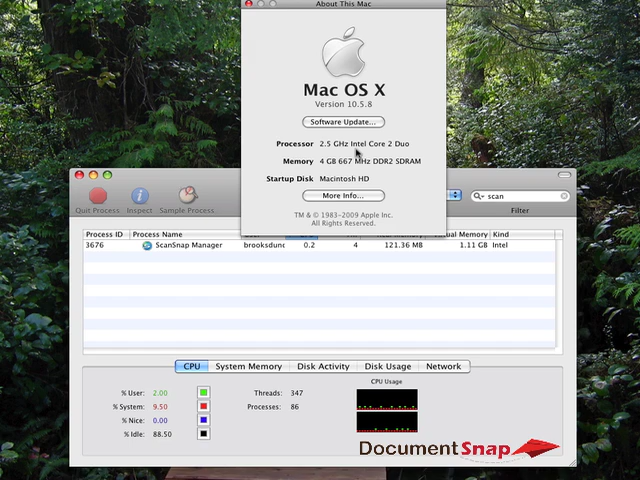 About This Mac
Mac OS X
Version 10.5.8
Software Update...
Processor 2.5 GHz Intel Core 2 Duo
Memory 4 GB 667 MHz DDR2 SDRAM
Startup Disk Macintosh HD
More Info...
TM & © 1983-2009 Apple Inc.
All Rights Reserved.
Quit Process Inspect Sample Process
scan
Filter
Process ID Process Name Kind
3676 ScanSnap Manager brooksdunc 0.2 4 121.36 MB 1.11 GB Intel
CPU System Memory Disk Activity Disk Usage Network
CPU Usage
% User: 2.00 Threads: 347
% System: 9.50 Processes: 86
% Nice: 0.00
% Idle: 88.50
DocumentSnap